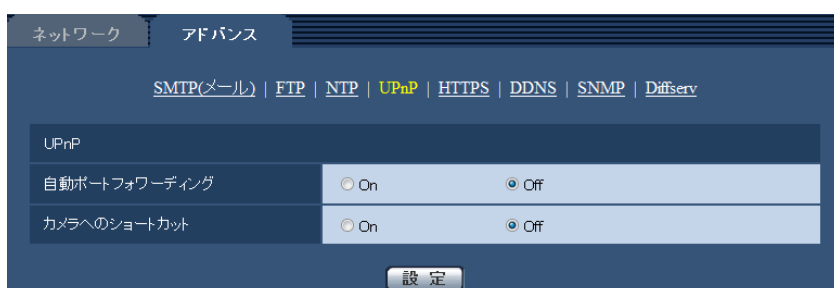 ネットワーク アドバンス
SMTP(メール) | FTP | NTP | UPnP | HTTPS | DDNS | SNMP | Diffserv
UPnP
自動ポートフォワーディング On Off
カメラへのショートカット On Off
設定